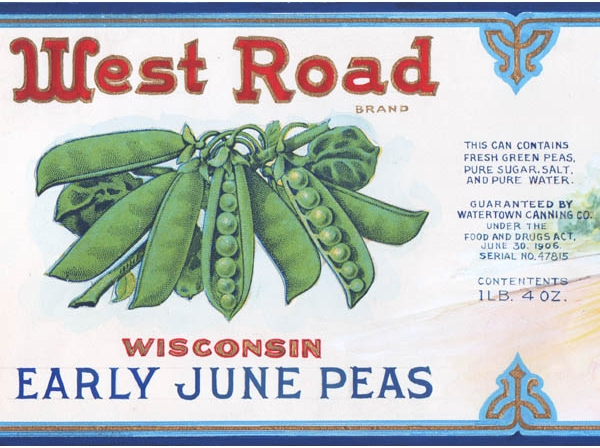 West Road
BRAND
WISCONSIN
EARLY JUNE PEAS
THIS CAN CONTAINS
FRESH GREEN PEAS,
PURE SUGAR, SALT,
AND PURE WATER.
GUARANTEED BY
WATERTOWN CANNING CO.
UNDER THE
FOOD AND DRUGS ACT,
JUNE 30. 1906.
SERIAL NO. 47815
CONTENTENTS
1LB. 4 OZ.